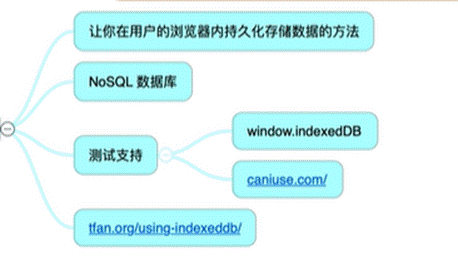 让你在用户的浏览器内持久化存储数据的方法
NoSQL 数据库
测试支持
window.indexedDB
caniuse.com/
tfan.org/using-indexeddb/